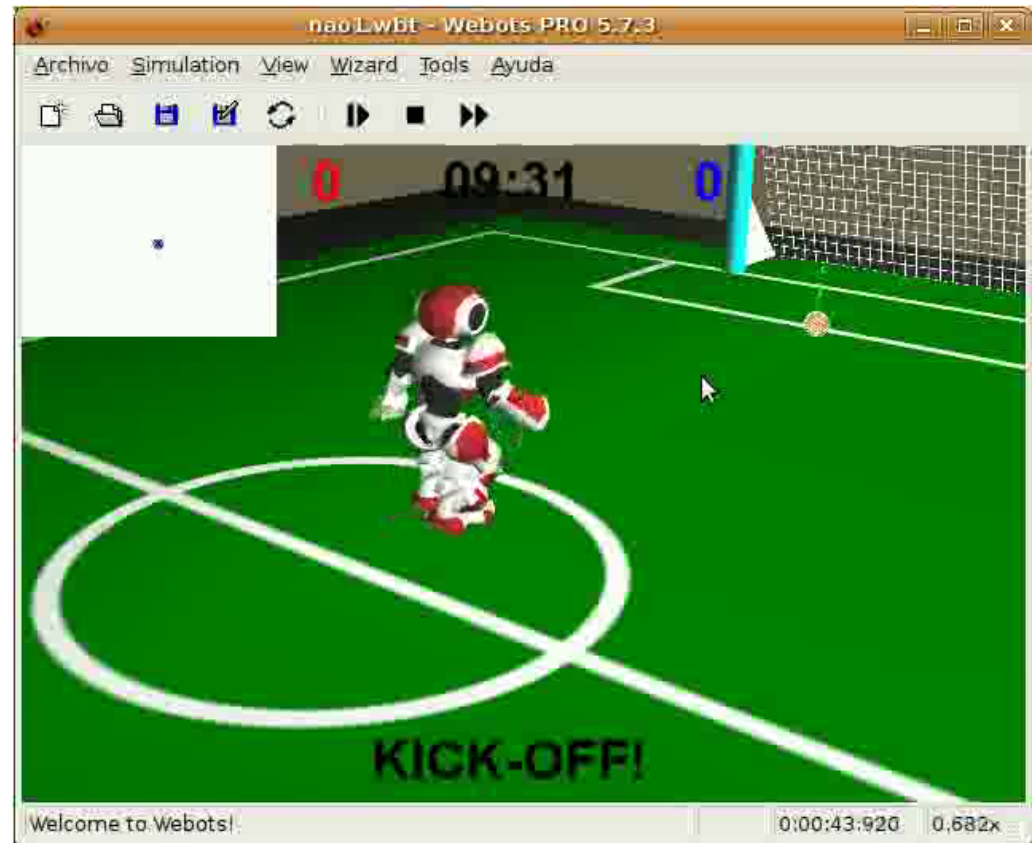 nao1.wbt - Webots PRO 5.7.3
Archivo Simulation View Wizard Tools Ayuda
0 09:31 0
KICK-OFF!
Welcome to Webots! 0:00:43:920 0.682x